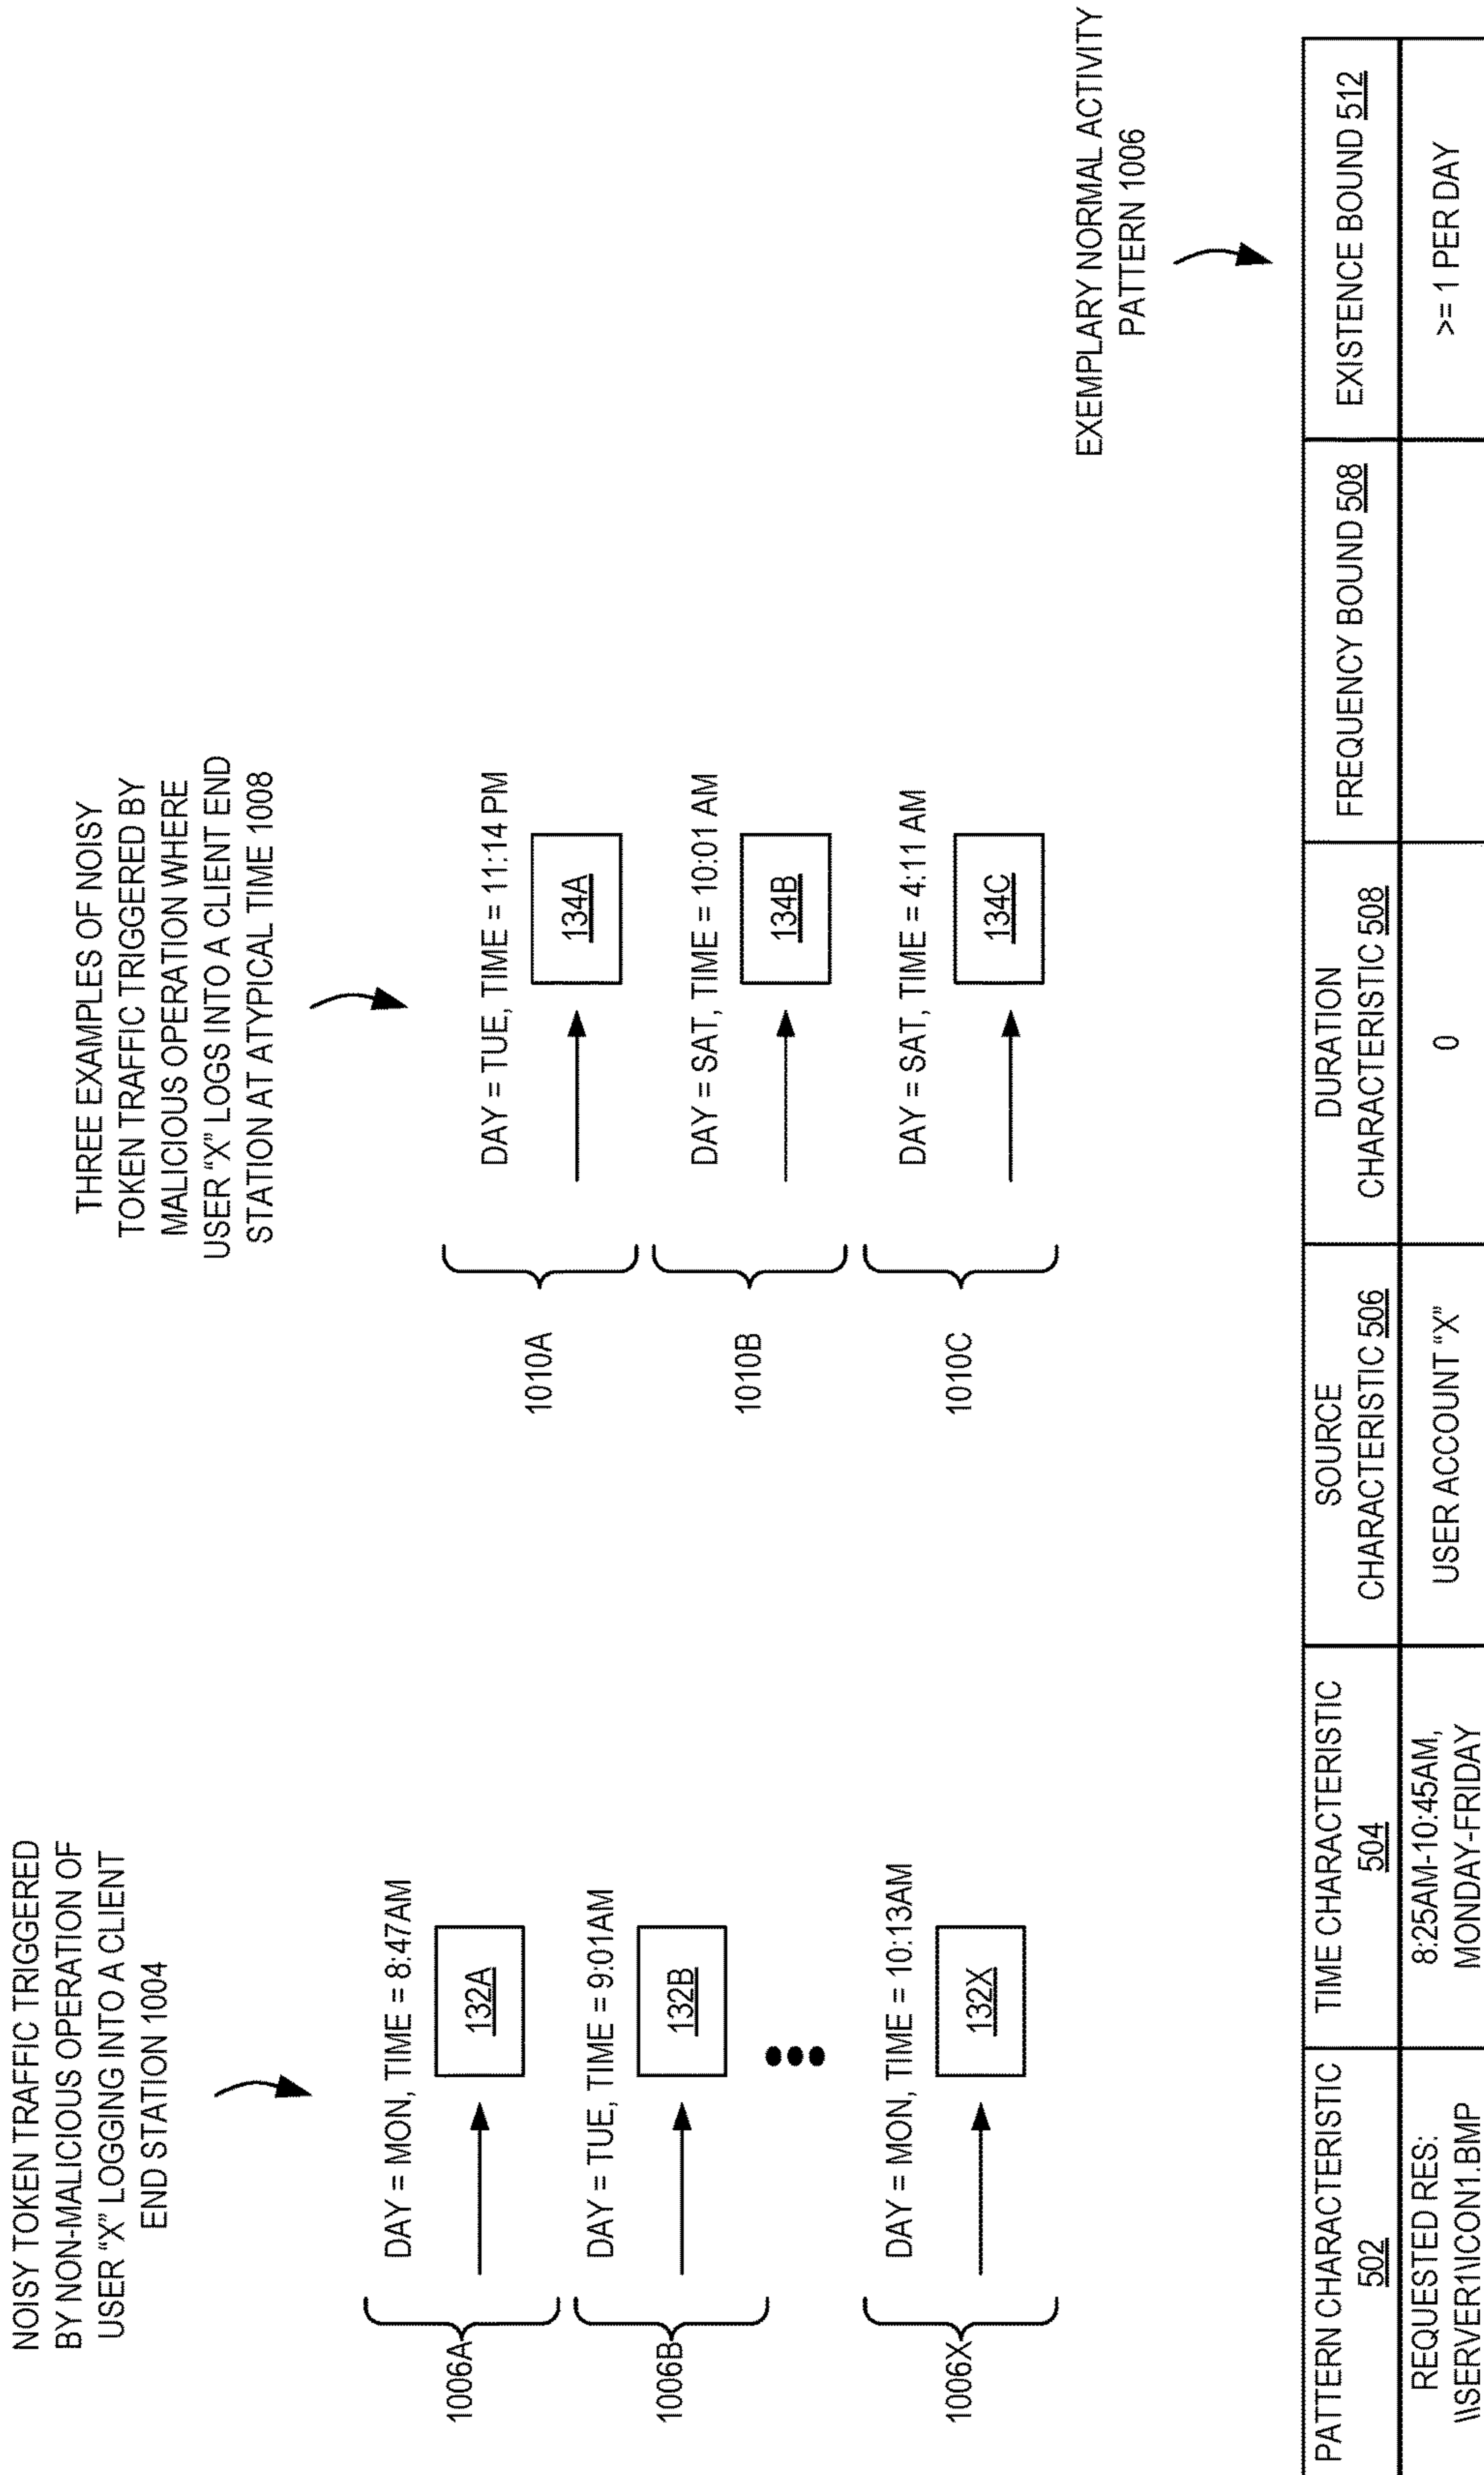 NOISY TOKEN TRAFFIC TRIGGERED
BY NON-MALICIOUS OPERATION OF
USER “X” LOGGING INTO A CLIENT
END STATION 1004
1006A
DAY = MON, TIME = 8:47AM
132A
1006B
DAY = TUE, TIME = 9:01AM
132B
1006X
DAY = MON, TIME = 10:13AM
132X
THREE EXAMPLES OF NOISY
TOKEN TRAFFIC TRIGGERED BY
MALICIOUS OPERATION WHERE
USER “X” LOGS INTO A CLIENT END
STATION AT ATYPICAL TIME 1008
1010A
DAY = TUE, TIME = 11:14 PM
134A
1010B
DAY = SAT, TIME = 10:01 AM
134B
1010C
DAY = SAT, TIME = 4:11 AM
134C
EXEMPLARY NORMAL ACTIVITY
PATTERN 1006
PATTERN CHARACTERISTIC
502
TIME CHARACTERISTIC
504
SOURCE
CHARACTERISTIC 506
DURATION
CHARACTERISTIC 508
FREQUENCY BOUND 508
EXISTENCE BOUND 512
REQUESTED RES:
\\SERVER1\ICON1.BMP
8:25AM-10:45AM,
MONDAY-FRIDAY
USER ACCOUNT “X”
0
>= 1 PER DAY